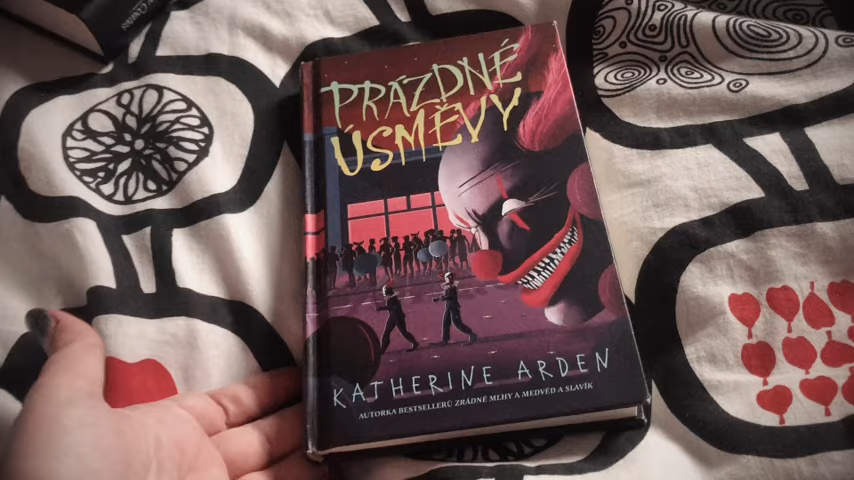 PRÁZDNÉ
ÚSMĚVY
KATHERINE ARDEN
AUTORKA BESTSELLERŮ ZRÁDNÉ MLHY A MEDVĚD A SLAVÍK